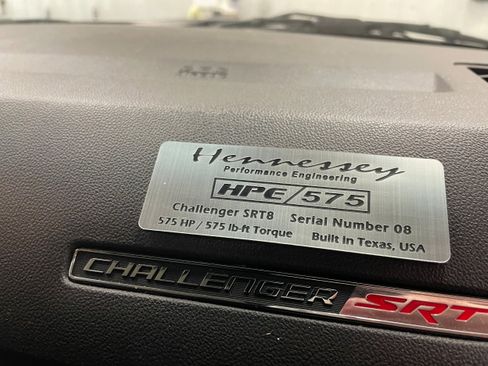 Hennessey
Performance Engineering
HPE/575
Challenger SRT8 Serial Number 08
575 HP / 575 lb-ft Torque Built in Texas, USA
CHALLENGER SRT